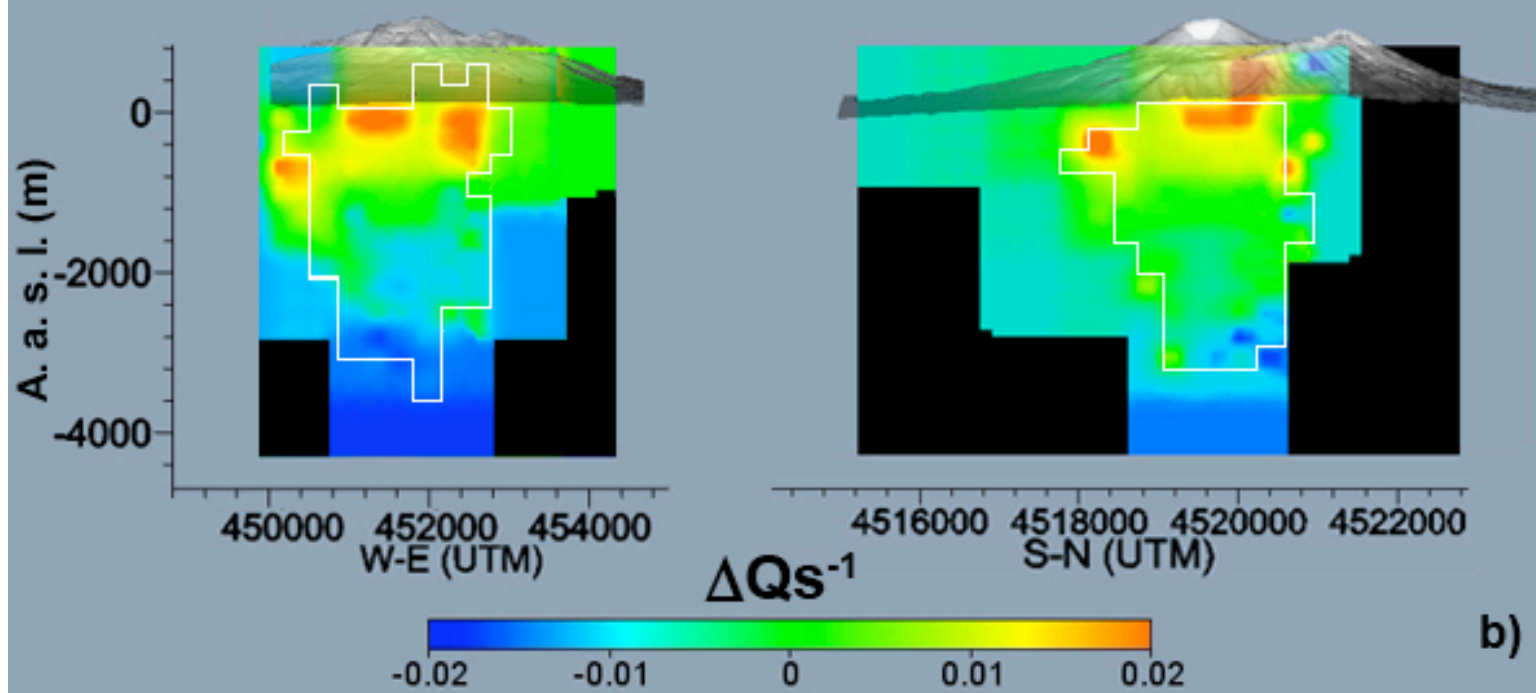 A. a. s. l. (m)
0
-2000
-4000
450000 452000 454000
W-E (UTM)
4516000 4518000 4520000 4522000
S-N (UTM)
ΔQs⁻¹
-0.02 -0.01 0 0.01 0.02
b)